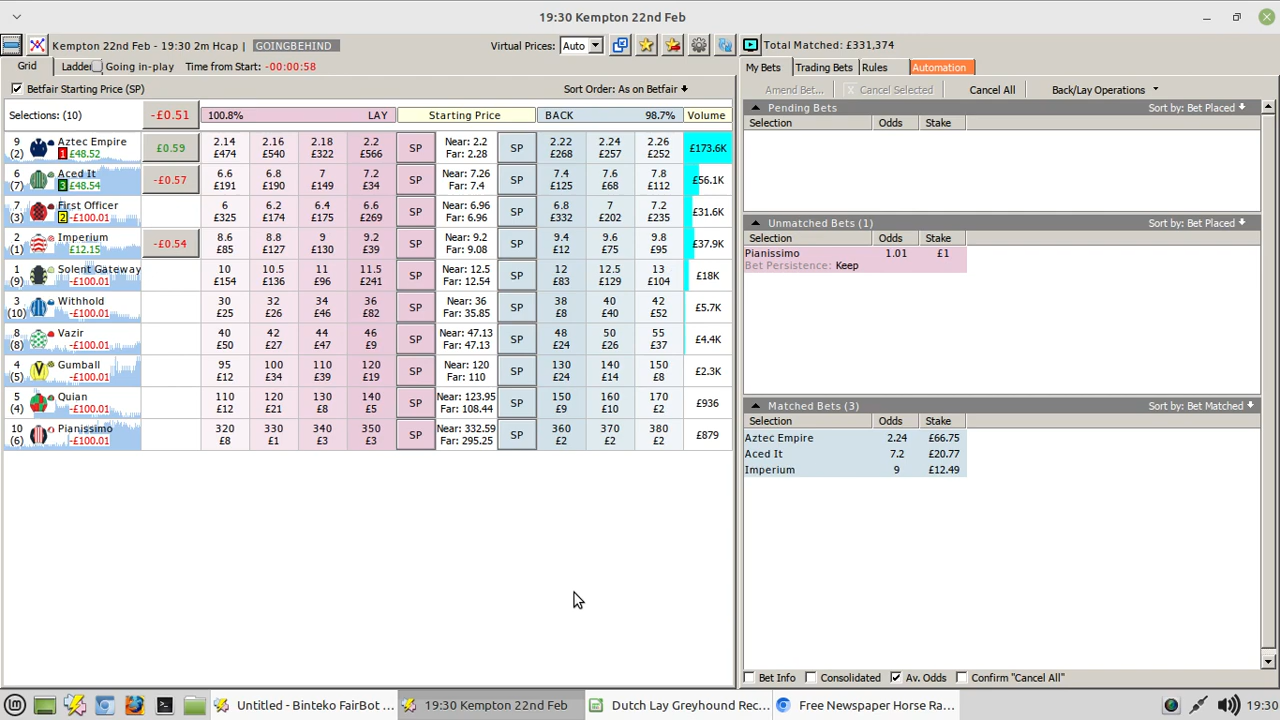 19:30 Kempton 22nd Feb
Kempton 22nd Feb - 19:30 2m Hcap | GOINGBEHIND Virtual Prices: Auto Total Matched: £331,374
Grid Ladder Going in-play Time from Start: -00:00:58 My Bets Trading Bets Rules Automation
Betfair Starting Price (SP) Sort Order: As on Betfair Amend Bet... Cancel Selected Cancel All Back/Lay Operations
Selections: (10) -£0.51 100.8% LAY Starting Price BACK 98.7% Volume
9 Aztec Empire 2.14 2.16 2.18 2.2 SP Near: 2.2 SP 2.22 2.24 2.26 £173.6K
(2) 1 £48.52 £0.59 £474 £540 £322 £566 Far: 2.28 £268 £257 £252
6 Aced It 6.6 6.8 7 7.2 SP Near: 7.26 SP 7.4 7.6 7.8 £56.1K
(7) 3 £48.54 -£0.57 £191 £190 £149 £34 Far: 7.4 £125 £68 £112
7 First Officer 6 6.2 6.4 6.6 SP Near: 6.96 SP 6.8 7 7.2 £31.6K
(3) 2 -£100.01 £325 £174 £175 £269 Far: 6.96 £332 £202 £235
2 Imperium 8.6 8.8 9 9.2 SP Near: 9.2 SP 9.4 9.6 9.8 £37.9K
(1) £12.15 -£0.54 £85 £127 £130 £39 Far: 9.08 £12 £75 £95
1 Solent Gateway 10 10.5 11 11.5 SP Near: 12.5 SP 12 12.5 13 £18K
(9) -£100.01 £154 £136 £96 £241 Far: 12.54 £83 £129 £104
3 Withhold 30 32 34 36 SP Near: 36 SP 38 40 42 £5.7K
(10) -£100.01 £25 £26 £46 £82 Far: 35.85 £8 £40 £52
8 Vazir 40 42 44 46 SP Near: 47.13 SP 48 50 55 £4.4K
(8) -£100.01 £50 £27 £47 £9 Far: 47.13 £24 £26 £37
4 Gumball 95 100 110 120 SP Near: 120 SP 130 140 150 £2.3K
(5) -£100.01 £12 £34 £39 £19 Far: 110 £24 £14 £8
5 Quian 110 120 130 140 SP Near: 123.95 SP 150 160 170 £936
(4) -£100.01 £12 £21 £8 £5 Far: 108.44 £9 £10 £2
10 Pianissimo 320 330 340 350 SP Near: 332.59 SP 360 370 380 £879
(6) -£100.01 £8 £1 £3 £3 Far: 295.25 £2 £2 £2
Pending Bets Sort by: Bet Placed
Selection Odds Stake
Unmatched Bets (1) Sort by: Bet Placed
Selection Odds Stake
Pianissimo 1.01 £1
Bet Persistence: Keep
Matched Bets (3) Sort by: Bet Matched
Selection Odds Stake
Aztec Empire 2.24 £66.75
Aced It 7.2 £20.77
Imperium 9 £12.49
Bet Info Consolidated Av. Odds Confirm "Cancel All"
Untitled - Binteko FairBot ... 19:30 Kempton 22nd Feb Dutch Lay Greyhound Rec... Free Newspaper Horse Ra... 19:30